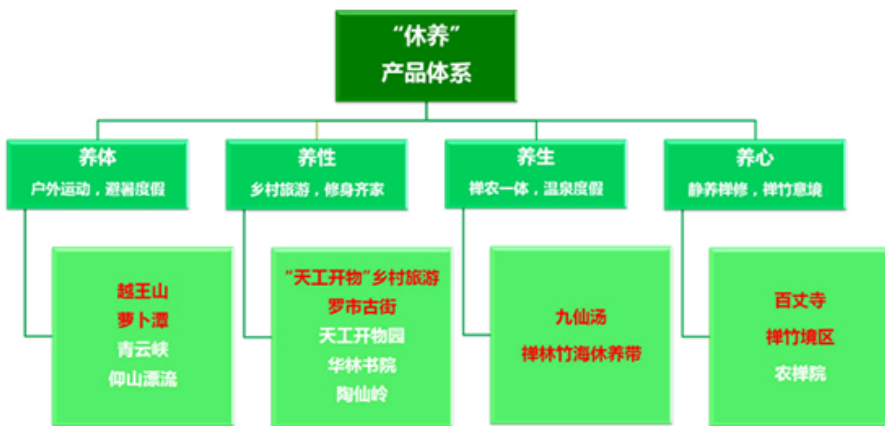 “休养”
产品体系
养体
户外运动，避暑度假
养性
乡村旅游，修身齐家
养生
禅农一体，温泉度假
养心
静养禅修，禅竹意境
越王山
萝卜潭
青云峡
仰山漂流
“天工开物”乡村旅游
罗市古街
天工开物园
华林书院
陶仙岭
九仙汤
禅林竹海休养带
百丈寺
禅竹境区
农禅院